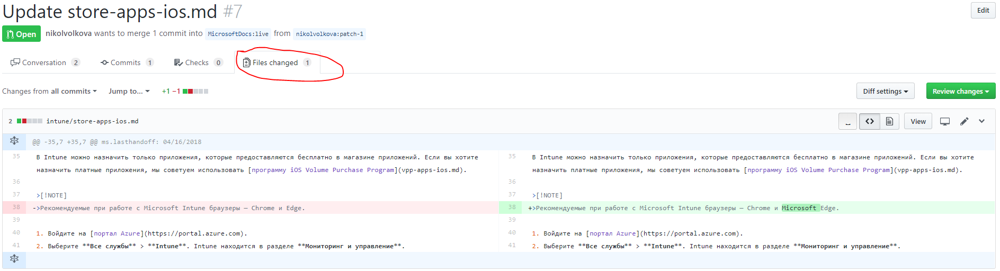 Update store-apps-ios.md #7
Edit
Open nikolvolkova wants to merge 1 commit into MicrosoftDocs:live from nikolvolkova:patch-1
Conversation 2 Commits 1 Checks 0 Files changed 1
Changes from all commits Jump to... +1 −1 Diff settings Review changes
2 intune/store-apps-ios.md View
@@ -35,7 +35,7 @@ ms.lasthandoff: 04/16/2018
35 В Intune можно назначить только приложения, которые предоставляются бесплатно в магазине приложений. Если вы хотите
назначить платные приложения, мы советуем использовать [программу iOS Volume Purchase Program](vpp-apps-ios.md).
36
37 >[!NOTE]
38 ->Рекомендуемые при работе с Microsoft Intune браузеры — Chrome и Edge.
39
40 1. Войдите на [портал Azure](https://portal.azure.com).
41 2. Выберите **Все службы** > **Intune**. Intune находится в разделе **Мониторинг и управление**.
35 В Intune можно назначить только приложения, которые предоставляются бесплатно в магазине приложений. Если вы хотите
назначить платные приложения, мы советуем использовать [программу iOS Volume Purchase Program](vpp-apps-ios.md).
36
37 >[!NOTE]
38 +>Рекомендуемые при работе с Microsoft Intune браузеры — Chrome и Microsoft Edge.
39
40 1. Войдите на [портал Azure](https://portal.azure.com).
41 2. Выберите **Все службы** > **Intune**. Intune находится в разделе **Мониторинг и управление**.